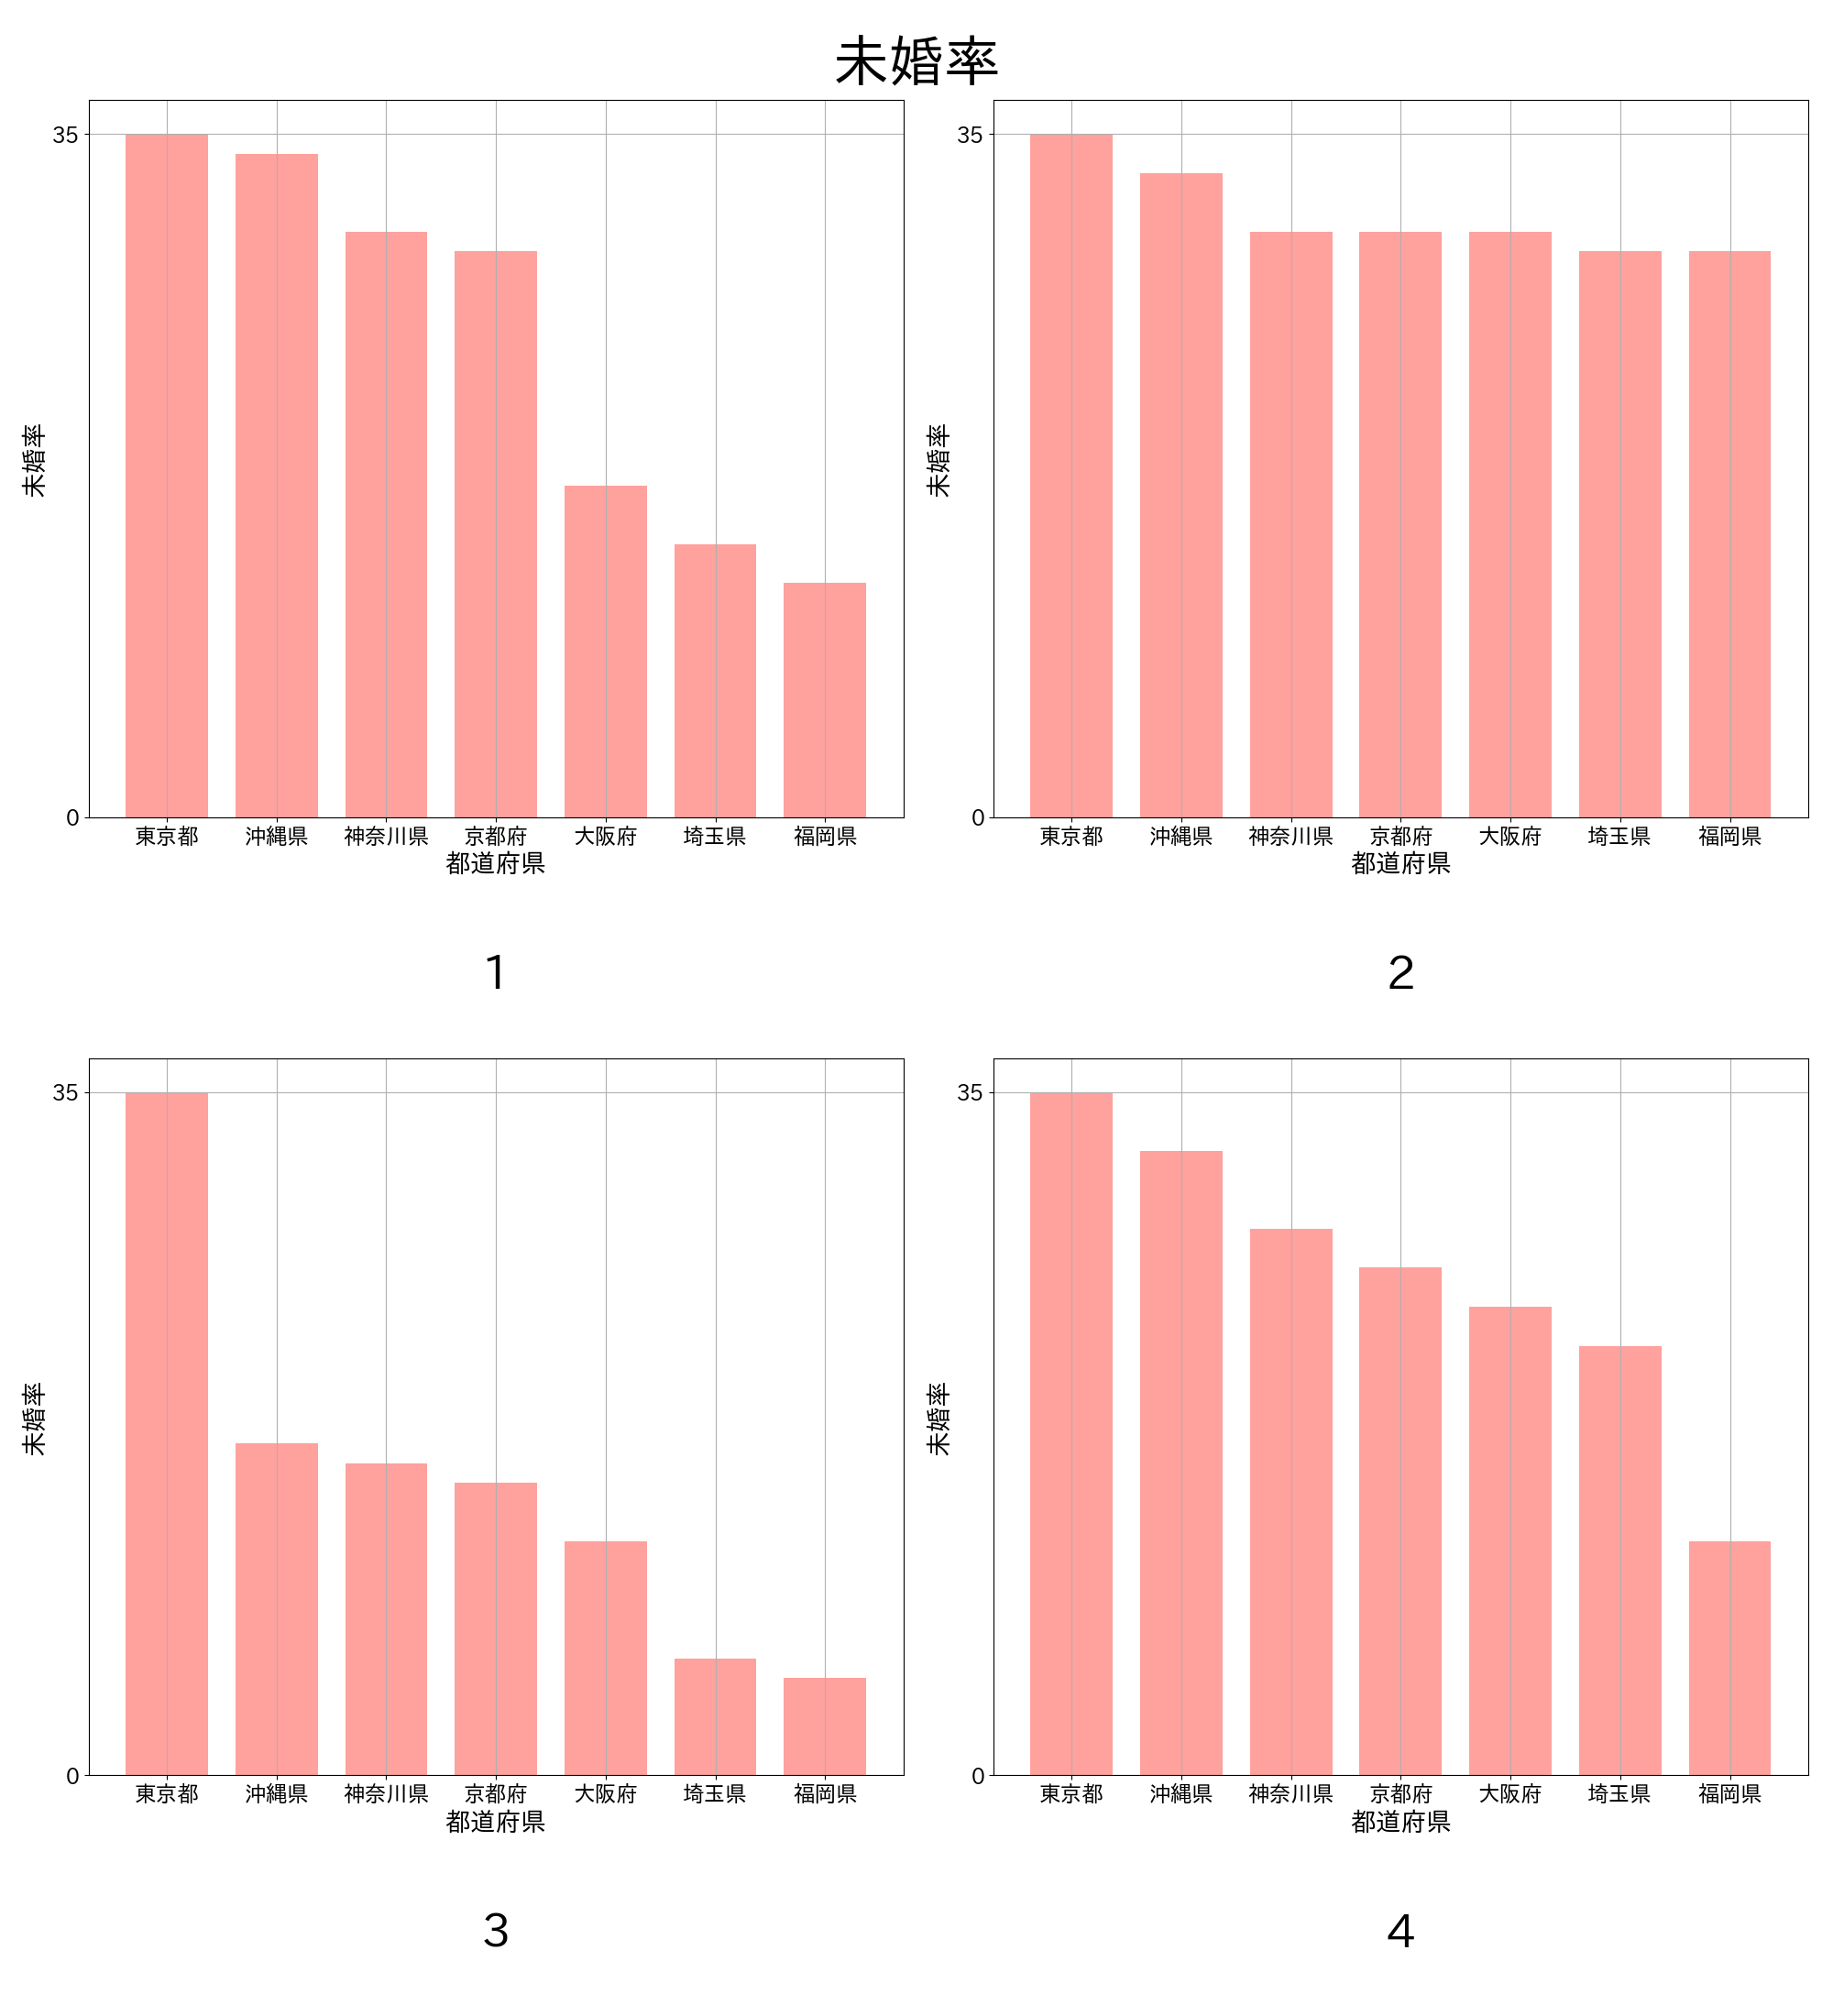 未婚率
35
0
未婚率
東京都 沖縄県 神奈川県 京都府 大阪府 埼玉県 福岡県
都道府県
1
35
0
未婚率
東京都 沖縄県 神奈川県 京都府 大阪府 埼玉県 福岡県
都道府県
2
35
0
未婚率
東京都 沖縄県 神奈川県 京都府 大阪府 埼玉県 福岡県
都道府県
3
35
0
未婚率
東京都 沖縄県 神奈川県 京都府 大阪府 埼玉県 福岡県
都道府県
4